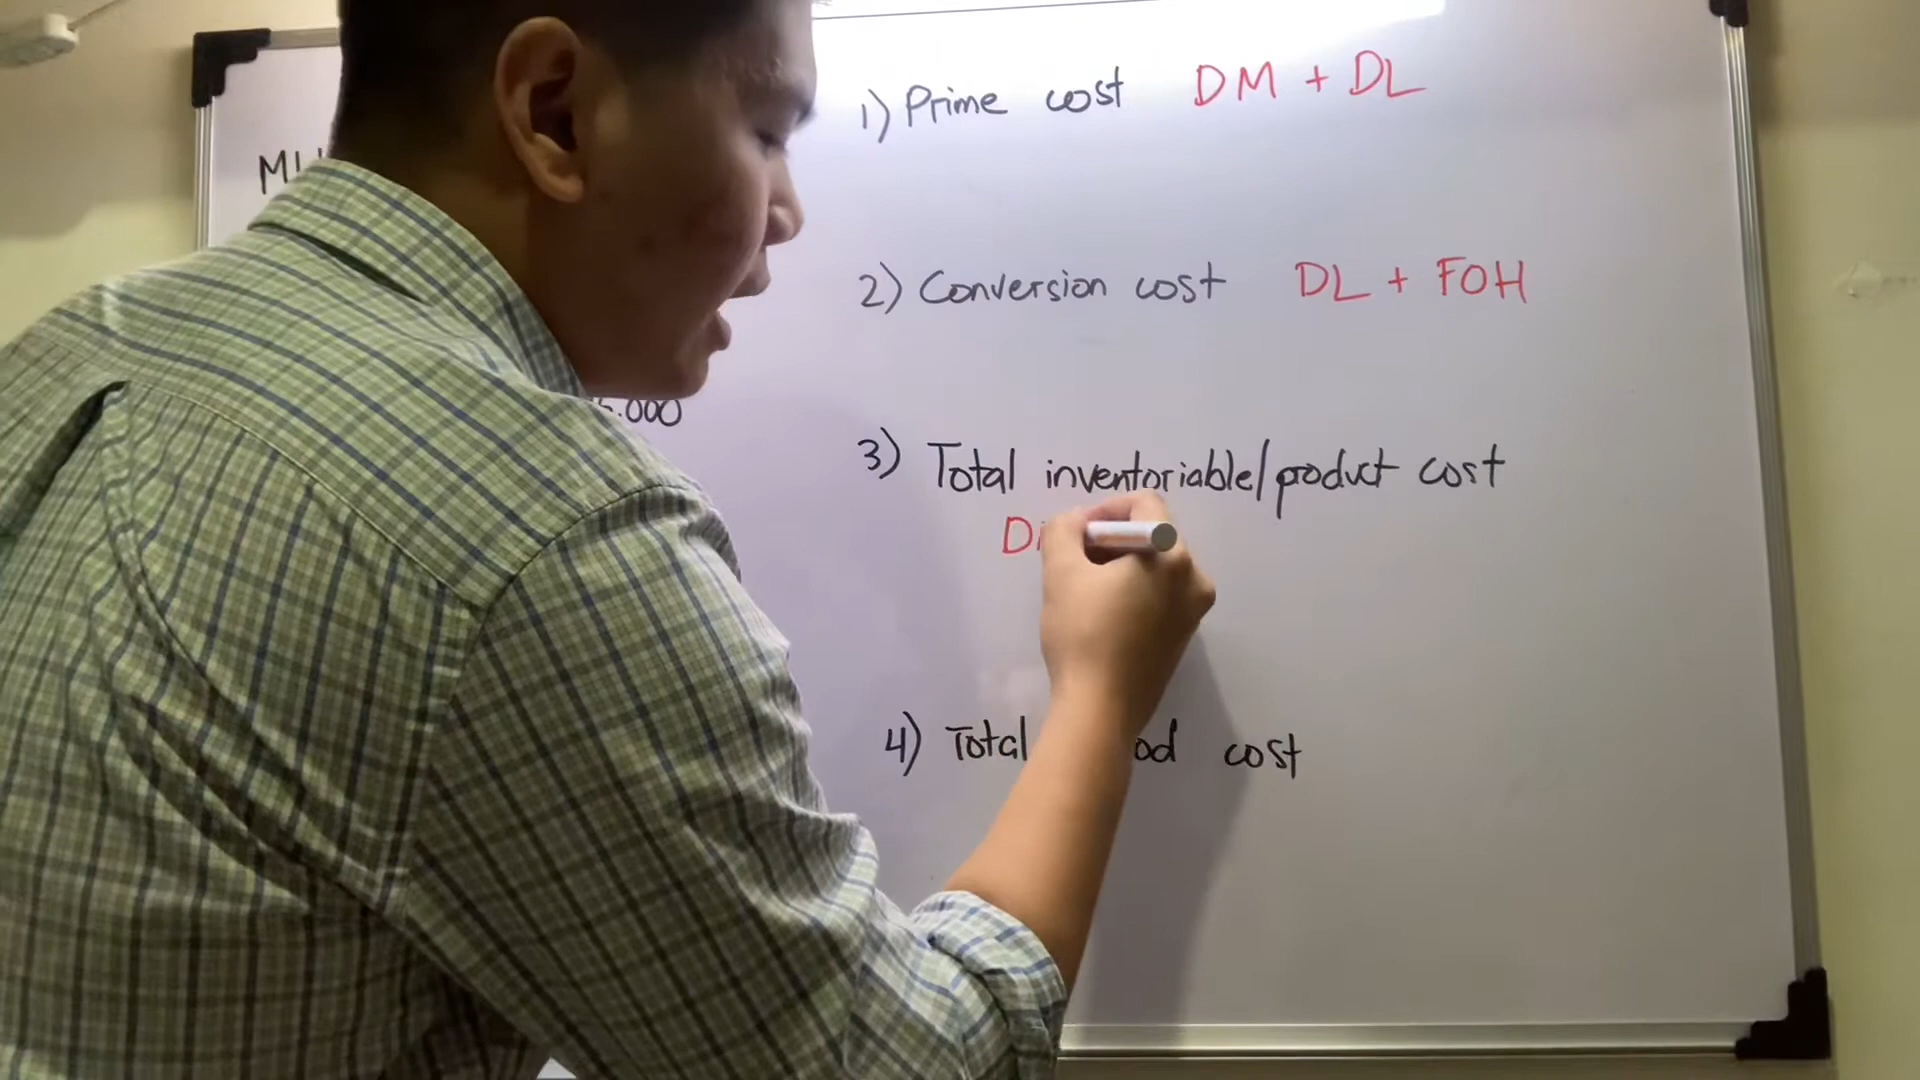 1) Prime cost DM + DL
2) Conversion cost DL + FOH
.000
3) Total inventoriable/product cost
4) Total cost